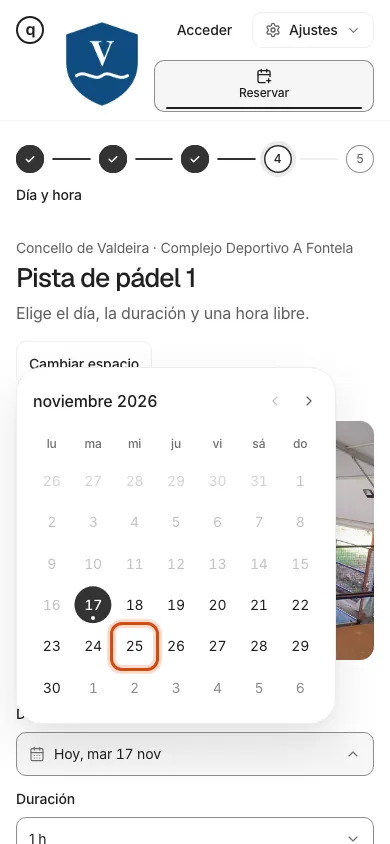 q
V
Acceder
Ajustes
Reservar
4
5
Día y hora
Concello de Valdeira · Complejo Deportivo A Fontela
Pista de pádel 1
Elige el día, la duración y una hora libre.
Cambiar espacio
noviembre 2026
lu ma mi ju vi sá do
26 27 28 29 30 31 1
2 3 4 5 6 7 8
9 10 11 12 13 14 15
16 17 18 19 20 21 22
23 24 25 26 27 28 29
30 1 2 3 4 5 6
Hoy, mar 17 nov
Duración
1 h